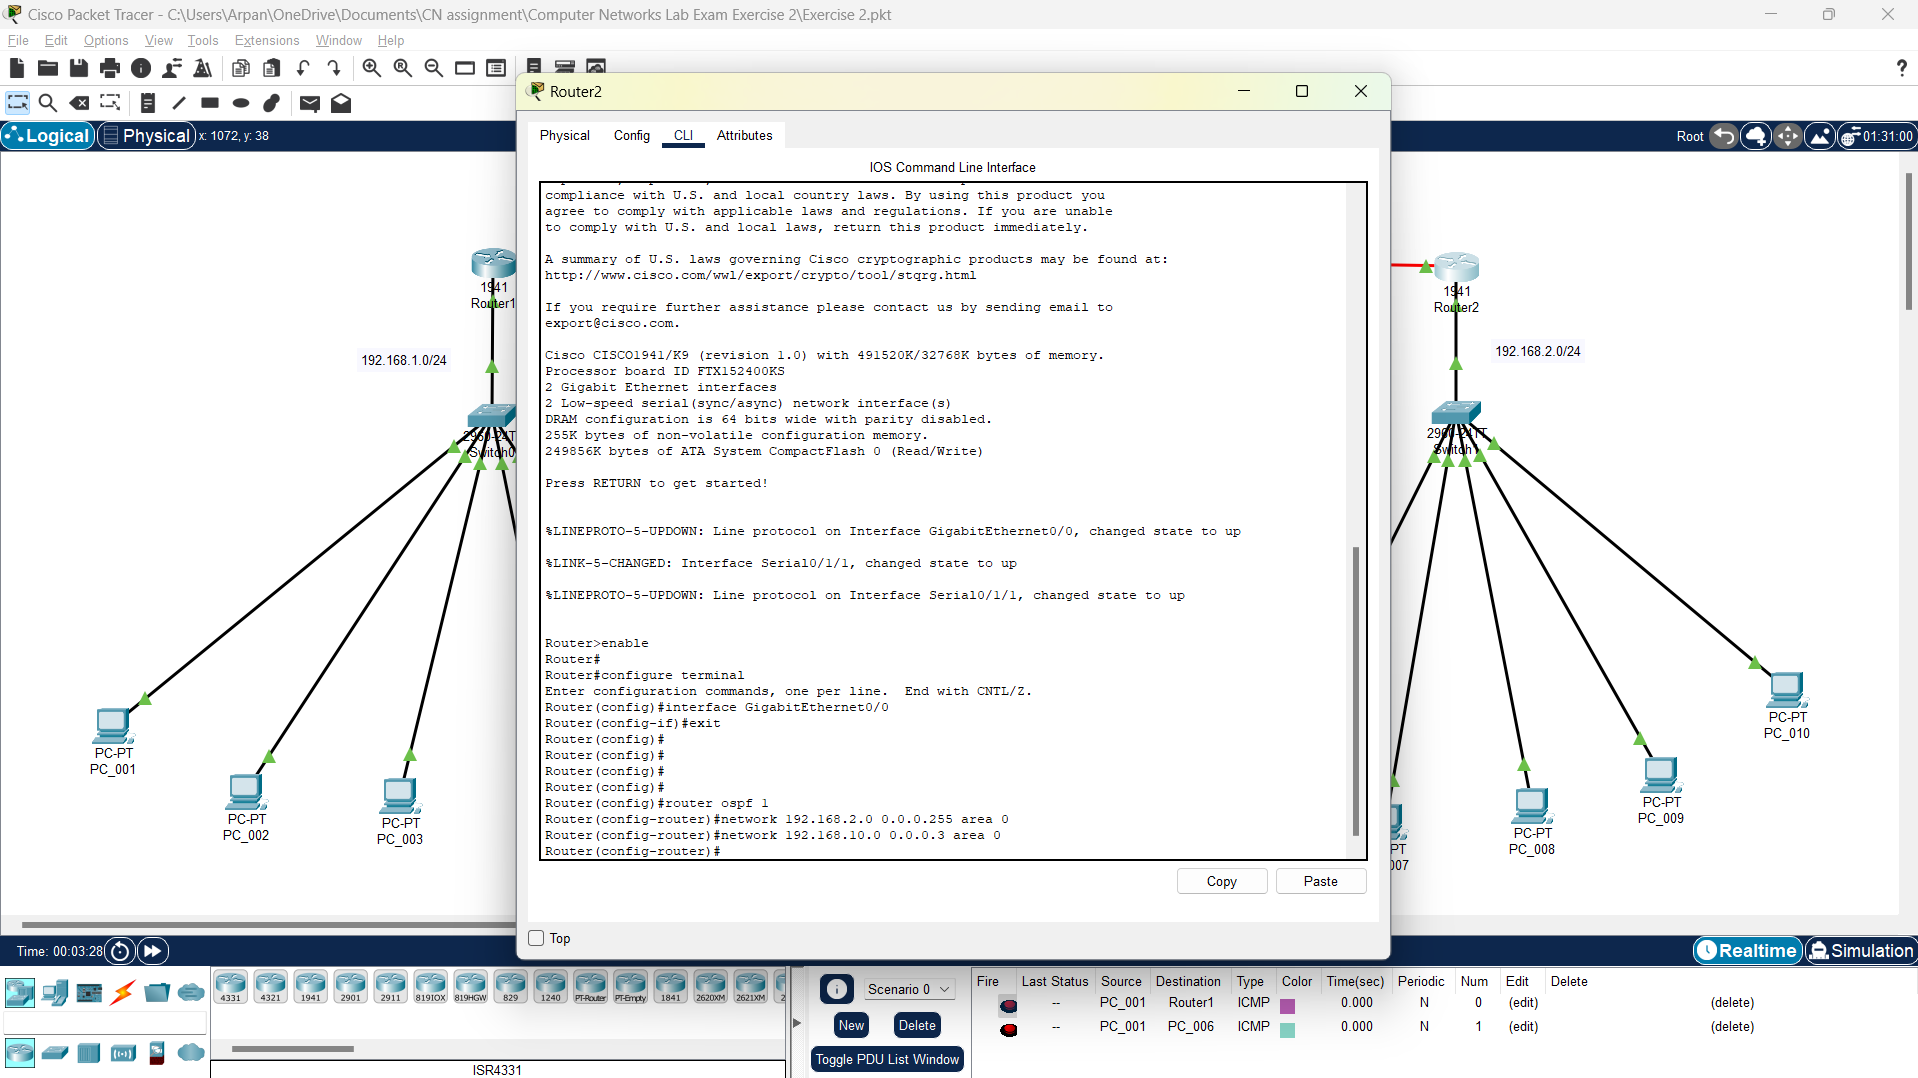 Cisco Packet Tracer - C:\Users\Arpan\OneDrive\Documents\CN assignment\Computer Networks Lab Exam Exercise 2\Exercise 2.pkt
File Edit Options View Tools Extensions Window Help
Logical Physical x: 1072, y: 38
Root 01:31:00
Router2
Physical Config CLI Attributes
IOS Command Line Interface
compliance with U.S. and local country laws. By using this product you
agree to comply with applicable laws and regulations. If you are unable
to comply with U.S. and local laws, return this product immediately.
A summary of U.S. laws governing Cisco cryptographic products may be found at:
http://www.cisco.com/wwl/export/crypto/tool/stqrg.html
If you require further assistance please contact us by sending email to
export@cisco.com.
Cisco CISCO1941/K9 (revision 1.0) with 491520K/32768K bytes of memory.
Processor board ID FTX152400KS
2 Gigabit Ethernet interfaces
2 Low-speed serial(sync/async) network interface(s)
DRAM configuration is 64 bits wide with parity disabled.
255K bytes of non-volatile configuration memory.
249856K bytes of ATA System CompactFlash 0 (Read/Write)
Press RETURN to get started!
%LINEPROTO-5-UPDOWN: Line protocol on Interface GigabitEthernet0/0, changed state to up
%LINK-5-CHANGED: Interface Serial0/1/1, changed state to up
%LINEPROTO-5-UPDOWN: Line protocol on Interface Serial0/1/1, changed state to up
Router>enable
Router#
Router#configure terminal
Enter configuration commands, one per line. End with CNTL/Z.
Router(config)#interface GigabitEthernet0/0
Router(config-if)#exit
Router(config)#
Router(config)#
Router(config)#
Router(config)#
Router(config)#router ospf 1
Router(config-router)#network 192.168.2.0 0.0.0.255 area 0
Router(config-router)#network 192.168.10.0 0.0.0.3 area 0
Router(config-router)#
Copy Paste
Top
1941
Router1
192.168.1.0/24
2960-24T
Switch0
PC-PT
PC_001
PC-PT
PC_002
PC-PT
PC_003
1941
Router2
192.168.2.0/24
2960-24TT
Switch1
PT
007
PC-PT
PC_008
PC-PT
PC_009
PC-PT
PC_010
Time: 00:03:28
Realtime Simulation
4331 4321 1941 2901 2911 819IOX 819HGW 829 1240 PT-Router PT-Empty 1841 2620XM 2621XM 2
ISR4331
Scenario 0
New Delete
Toggle PDU List Window
Fire Last Status Source Destination Type Color Time(sec) Periodic Num Edit Delete
-- PC_001 Router1 ICMP 0.000 N 0 (edit) (delete)
-- PC_001 PC_006 ICMP 0.000 N 1 (edit) (delete)